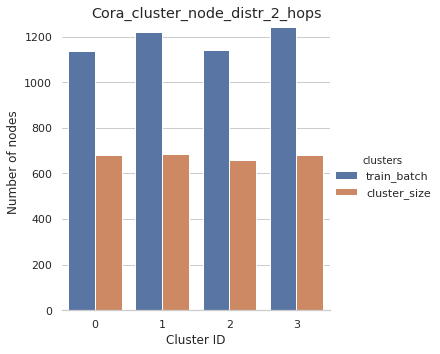 Cora_cluster_node_distr_2_hops
Number of nodes
1200
1000
800
600
400
200
0
0 1 2 3
Cluster ID
clusters
train_batch
cluster_size